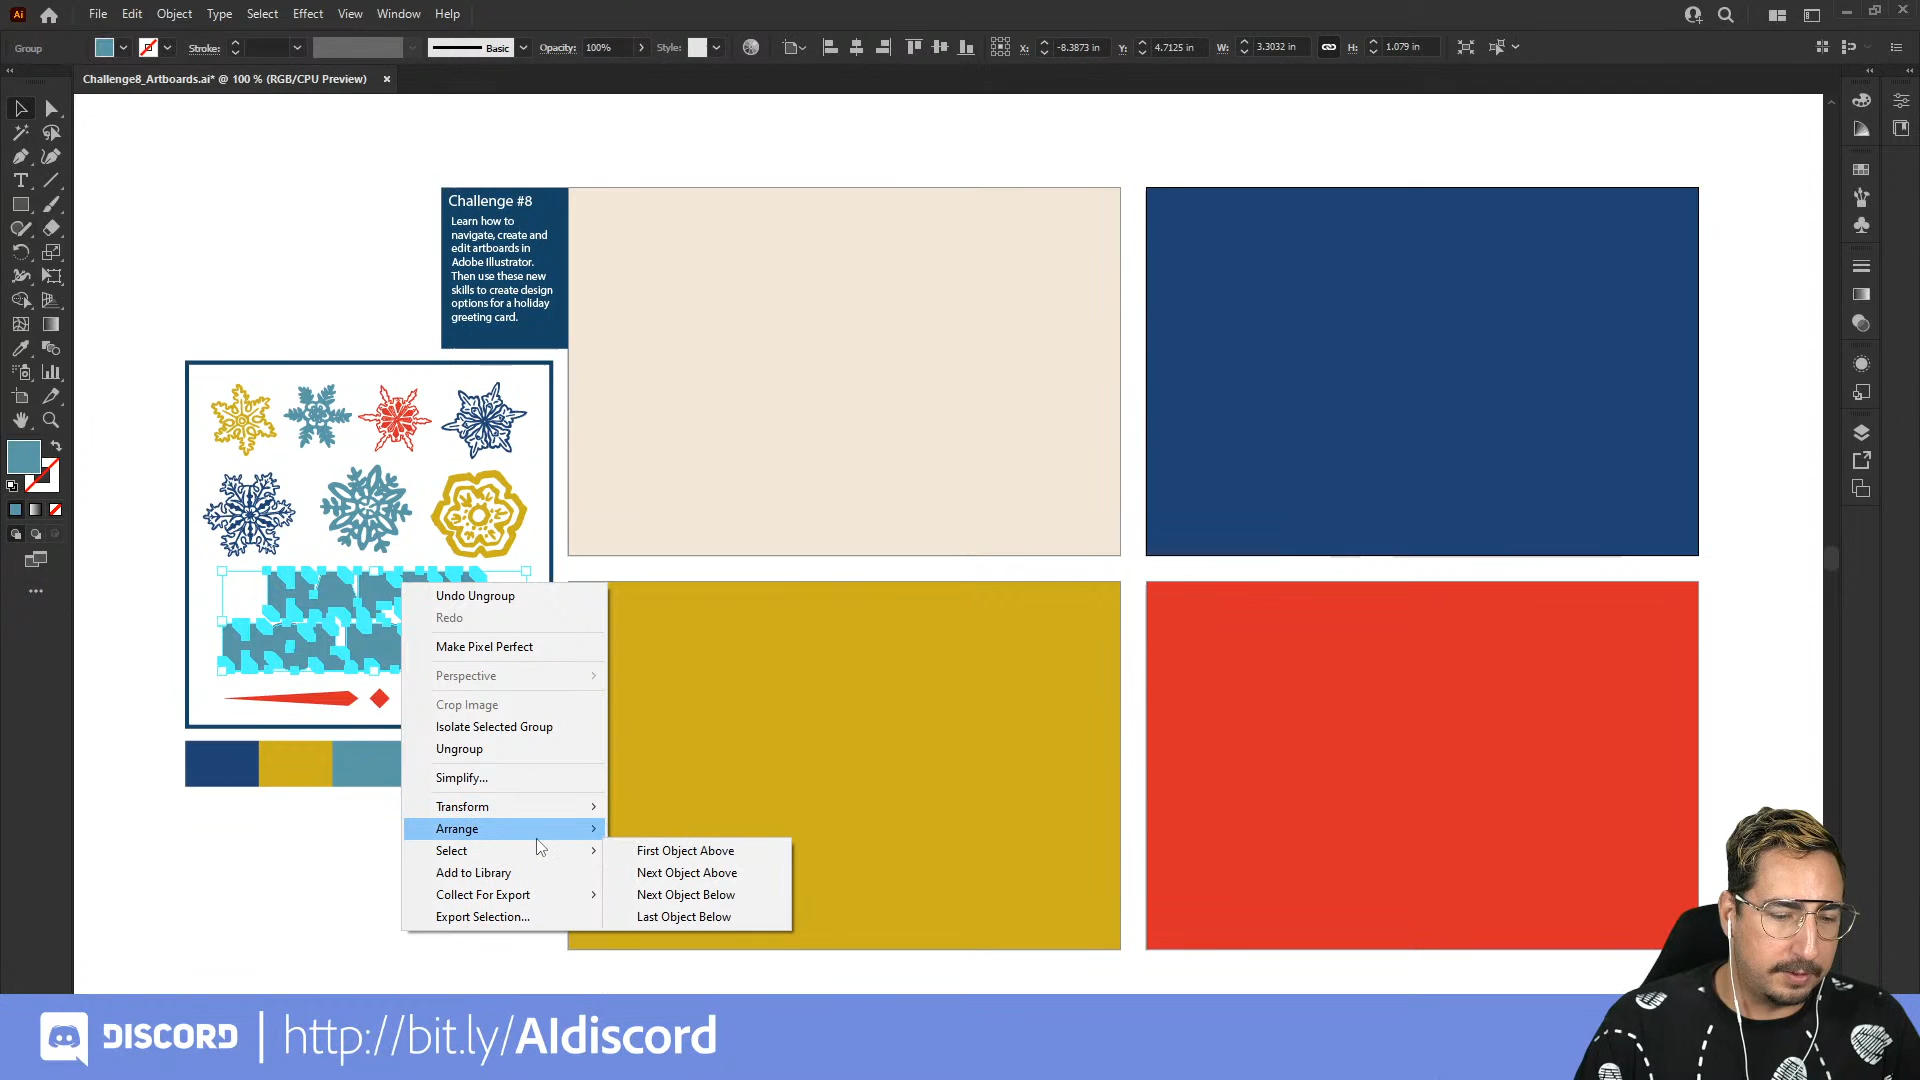 Ai File Edit Object Type Select Effect View Window Help
Group Stroke: Basic Opacity: 100% Style: X: -8.3873 in Y: 4.7125 in W: 3.3032 in H: 1.079 in
Challenge8_Artboards.ai* @ 100 % (RGB/CPU Preview) ×
Challenge #8
Learn how to
navigate, create and
edit artboards in
Adobe Illustrator.
Then use these new
skills to create design
options for a holiday
greeting card.
Undo Ungroup
Redo
Make Pixel Perfect
Perspective
Crop Image
Isolate Selected Group
Ungroup
Simplify...
Transform
Arrange
Select
Add to Library
Collect For Export
Export Selection...
First Object Above
Next Object Above
Next Object Below
Last Object Below
DISCORD | http://bit.ly/AIdiscord